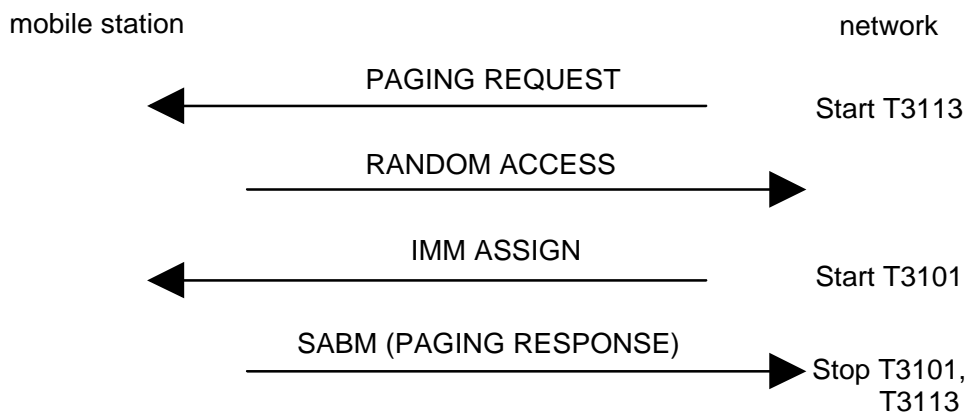 mobile station
network
PAGING REQUEST
Start T3113
RANDOM ACCESS
IMM ASSIGN
Start T3101
SABM (PAGING RESPONSE)
Stop T3101,
T3113